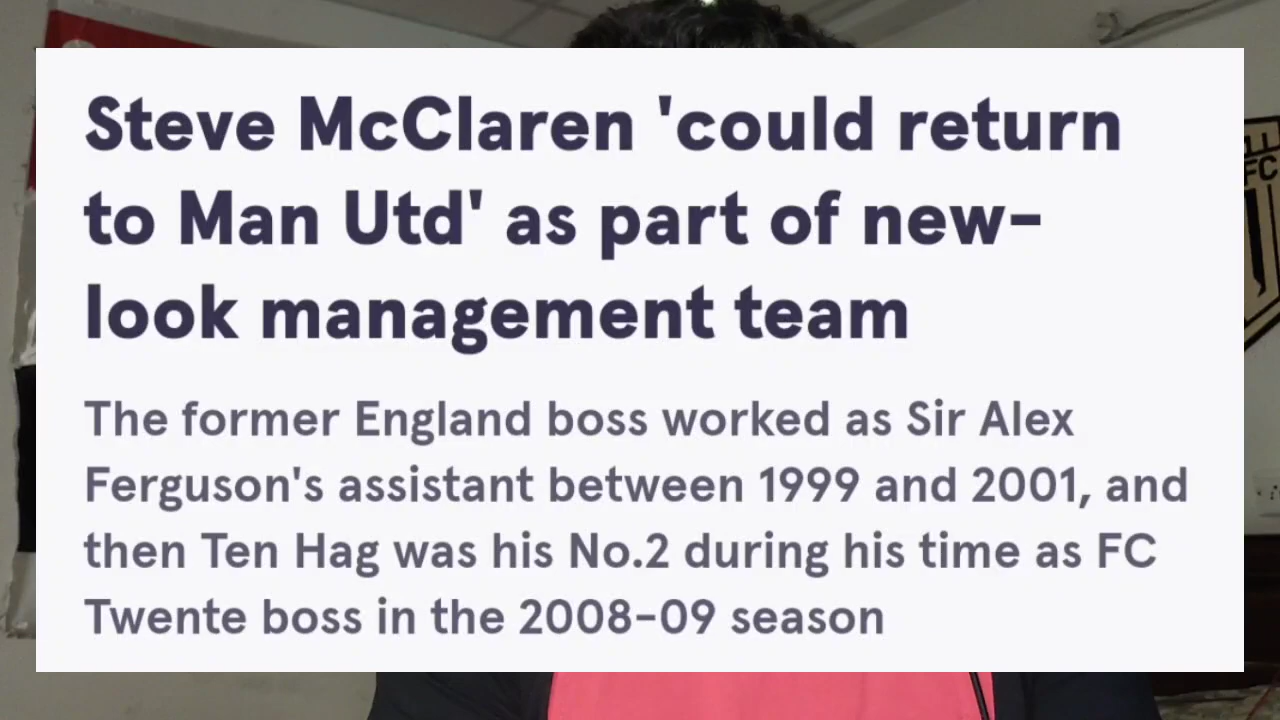 Steve McClaren 'could return
to Man Utd' as part of new-
look management team
The former England boss worked as Sir Alex
Ferguson's assistant between 1999 and 2001, and
then Ten Hag was his No.2 during his time as FC
Twente boss in the 2008-09 season
FC